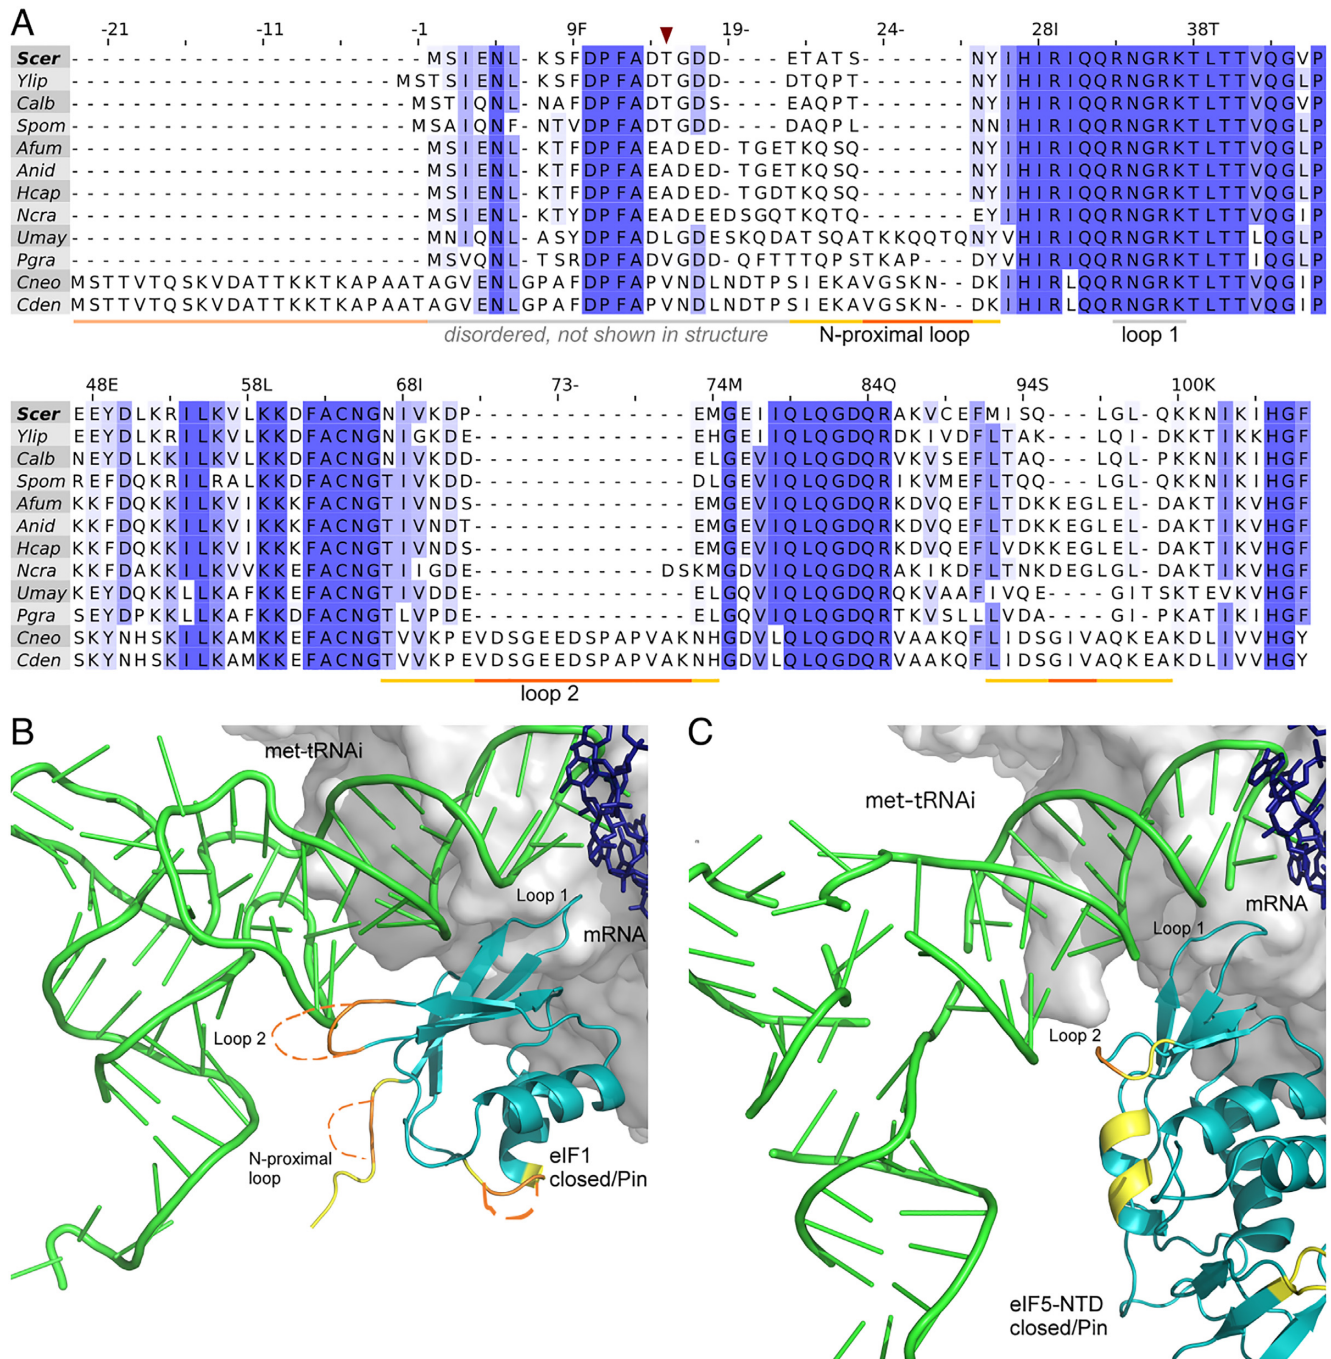 A
-21 -11 -1 9F 19- 24- 28I 38T
Scer -----------------------MSIENL-KSFDPFADTGDD----ETATS-------NYIHIRIQQRNGRKTLTTVQGVP
Ylip ---------------------MSTSIENL-KSFDPFADTGDD----DTQPT-------NYIHIRIQQRNGRKTLTTVQGLP
Calb ----------------------MSTIQNL-NAFDPFADTGDS----EAQPT-------NYIHIRIQQRNGRKTLTTVQGVP
Spom ----------------------MSAIQNF-NTVDPFADTGDD----DAQPL-------NNIHIRIQQRNGRKTLTTVQGLP
Afum -----------------------MSIENL-KTFDPFAEADED-TGETKQSQ-------NYIHIRIQQRNGRKTLTTVQGLP
Anid -----------------------MSIENL-KTFDPFAEADED-TGETKQSQ-------NYIHIRIQQRNGRKTLTTVQGLP
Hcap -----------------------MSIENL-KTFDPFAEADED-TGDTKQSQ-------NYIHIRIQQRNGRKTLTTVQGLP
Ncra -----------------------MSIENL-KTYDPFAEADEEDSGQTKQTQ-------EYIHIRIQQRNGRKTLTTVQGIP
Umay -----------------------MNIQNL-ASYDPFADLGDESKQDATSQATKKQQTQNYVHIRIQQRNGRKTLTTLQGLP
Pgra -----------------------MSVQNL-TSRDPFADVGDD-QFTTTQPSTKAP---DYVHIRIQQRNGRKTLTTIQGLP
Cneo MSTTVTQSKVDATTKKTKAPAATAGVENLGPAFDPFAPVNDLNDTPSIEKAVGSKN--DKIHIRLQQRNGRKTLTTVQGIP
Cden MSTTVTQSKVDATTKKTKAPAATAGVENLGPAFDPFAPVNDLNDTPSIEKAVGSKN--DKIHIRLQQRNGRKTLTTVQGIP
disordered, not shown in structure N-proximal loop loop 1
48E 58L 68I 73- 74M 84Q 94S 100K
Scer EEYDLKRILKVLKKDFACNGNIVKDP--------------EMGEIIQLQGDQRAKVCEFMISQ---LGL-QKKNIKIHGF
Ylip EEYDLKRILKVLKKDFACNGNIGKDE--------------EHGEIIQLQGDQRDKIVDFLTAK---LQI-DKKTIKKHGF
Calb NEYDLKKILKVLKKDFACNGNIVKDD--------------ELGEVIQLQGDQRVKVSEFLTAQ---LQL-PKKNIKIHGF
Spom REFDQKRILRALKKDFACNGTIVKDD--------------DLGEVIQLQGDQRIKVMEFLTQQ---LGL-QKKNIKIHGF
Afum KKFDQKKILKVIKKKFACNGTIVNDS--------------EMGEVIQLQGDQRKDVQEFLTDKKEGLEL-DAKTIKVHGF
Anid KKFDQKKILKVIKKKFACNGTIVNDT--------------EMGEVIQLQGDQRKDVQEFLTDKKEGLEL-DAKTIKVHGF
Hcap KKFDQKKILKVIKKKFACNGTIVNDS--------------EMGEVIQLQGDQRKDVQEFLVDKKEGLEL-DAKTIKVHGF
Ncra KKFDAKKILKVVKKEFACNGTIIGDE------------DSKMGDVIQLQGDQRAKIKDFLTNKDEGLGL-DAKTIKVHGF
Umay KEYDQKKLLKAFKKEFACNGTIVDDE--------------ELGQVIQLQGDQRQKVAAFIVQE----GITSKTEVKVHGF
Pgra SEYDPKKLLKAFKKEFACNGTLVPDE--------------ELGQVIQLQGDQRTKVSLLLVDA----GI-PKATIKIHGF
Cneo SKYNHSKILKAMKKEFACNGTVVKPEVDSGEEDSPAPVAKNHGDVLQLQGDQRVAAKQFLIDSGIVAQKEAKDLIVVHGY
Cden SKYNHSKILKAMKKEFACNGTVVKPEVDSGEEDSPAPVAKNHGDVLQLQGDQRVAAKQFLIDSGIVAQKEAKDLIVVHGY
loop 2
B
met-tRNAi
Loop 1
mRNA
Loop 2
N-proximal
loop
eIF1
closed/Pin
C
met-tRNAi
mRNA
Loop 1
Loop 2
eIF5-NTD
closed/Pin